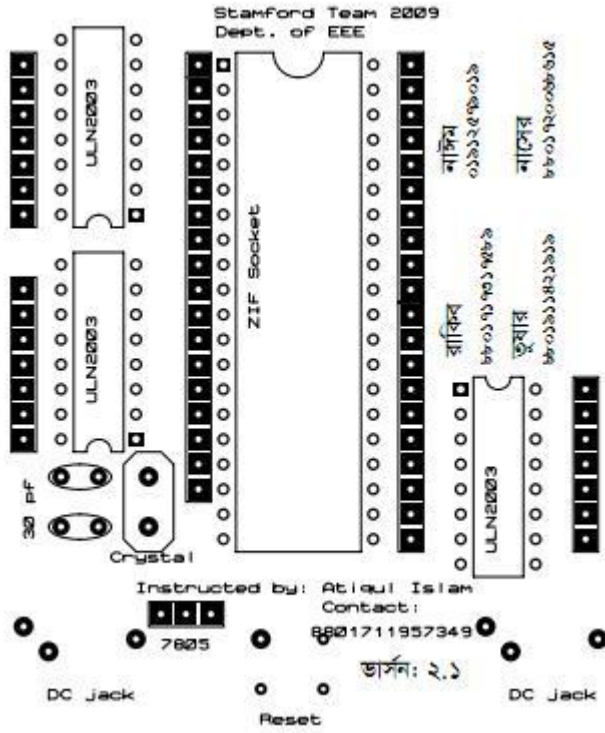 Stamford Team 2009
Dept. of EEE
ULN2003
ZIF Socket
নাদিম
নাসের
ULN2003
রাকিব
তুষার
ULN2003
30 pf
Crystal
Instructed by: Atiqul Islam
Contact:
8801711957349
7805
ভার্সন: ২.১
DC jack
DC jack
Reset